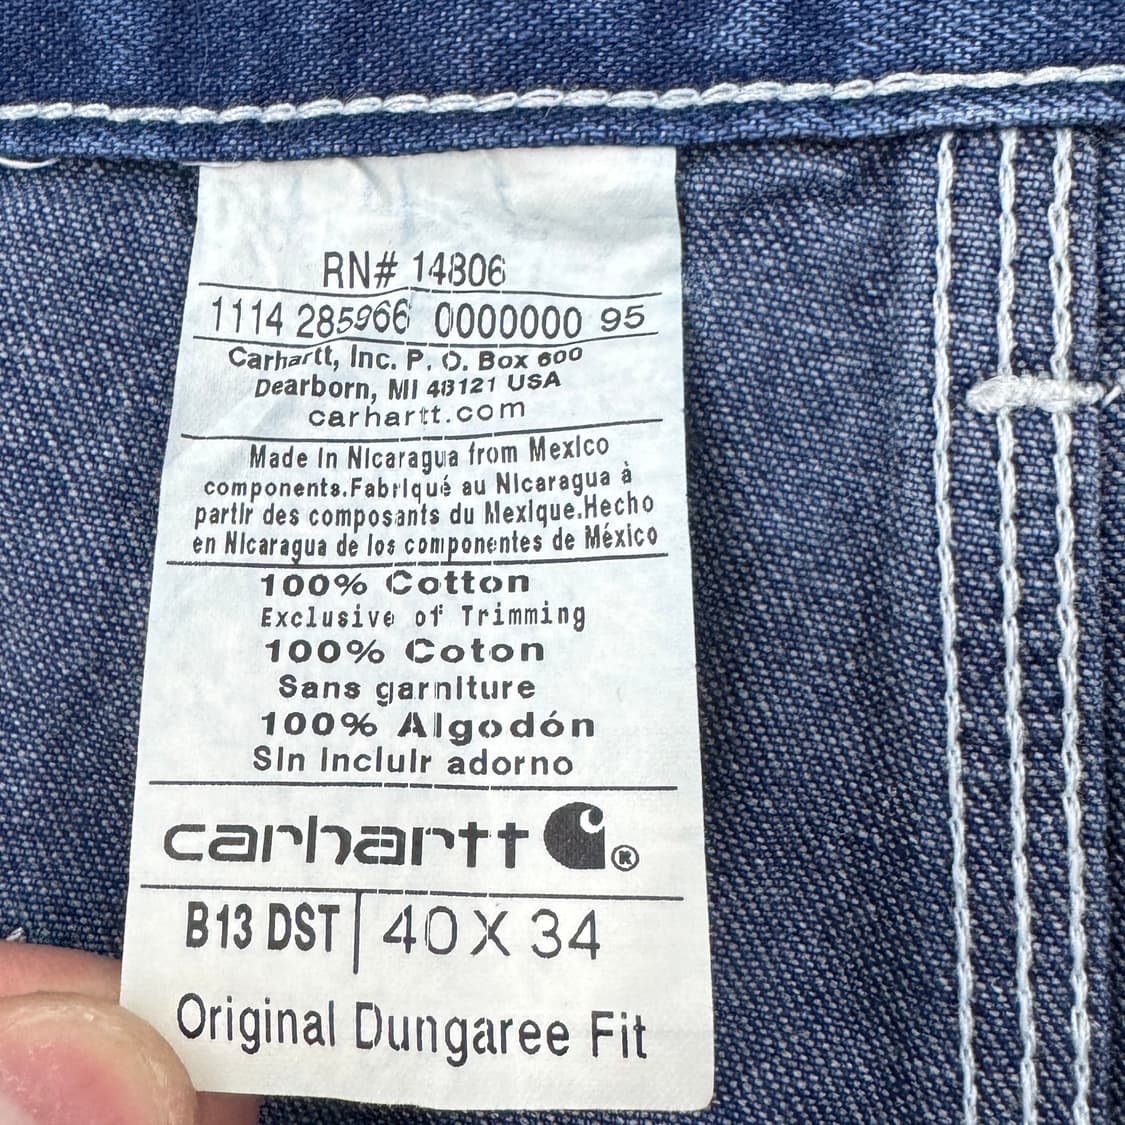 RN# 14806
1114 285966 0000000 95
Carhartt, Inc. P. O. Box 600
Dearborn, MI 48121 USA
carhartt.com
Made In Nicaragua from Mexico
components.Fabriqué au Nicaragua à
partir des composants du Mexique.Hecho
en Nicaragua de los componentes de México
100% Cotton
Exclusive of Trimming
100% Coton
Sans garniture
100% Algodón
Sin Incluir adorno
carhartt ®
B13 DST | 40 X 34
Original Dungaree Fit